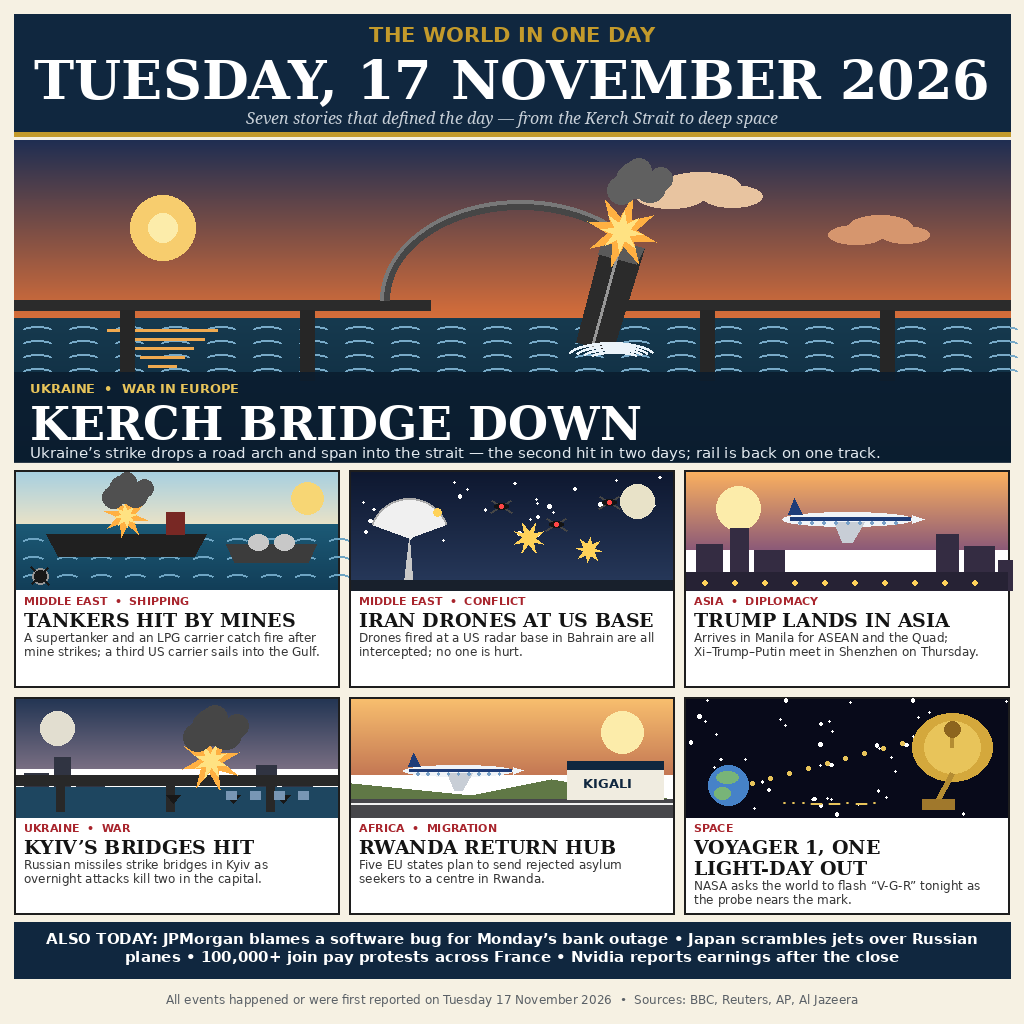 THE WORLD IN ONE DAY
TUESDAY, 17 NOVEMBER 2026
Seven stories that defined the day — from the Kerch Strait to deep space
UKRAINE • WAR IN EUROPE
KERCH BRIDGE DOWN
Ukraine’s strike drops a road arch and span into the strait — the second hit in two days; rail is back on one track.
MIDDLE EAST • SHIPPING
TANKERS HIT BY MINES
A supertanker and an LPG carrier catch fire after
mine strikes; a third US carrier sails into the Gulf.
MIDDLE EAST • CONFLICT
IRAN DRONES AT US BASE
Drones fired at a US radar base in Bahrain are all
intercepted; no one is hurt.
ASIA • DIPLOMACY
TRUMP LANDS IN ASIA
Arrives in Manila for ASEAN and the Quad;
Xi–Trump–Putin meet in Shenzhen on Thursday.
UKRAINE • WAR
KYIV’S BRIDGES HIT
Russian missiles strike bridges in Kyiv as
overnight attacks kill two in the capital.
KIGALI
AFRICA • MIGRATION
RWANDA RETURN HUB
Five EU states plan to send rejected asylum
seekers to a centre in Rwanda.
SPACE
VOYAGER 1, ONE
LIGHT-DAY OUT
NASA asks the world to flash “V-G-R” tonight as
the probe nears the mark.
ALSO TODAY: JPMorgan blames a software bug for Monday’s bank outage • Japan scrambles jets over Russian
planes • 100,000+ join pay protests across France • Nvidia reports earnings after the close
All events happened or were first reported on Tuesday 17 November 2026 • Sources: BBC, Reuters, AP, Al Jazeera